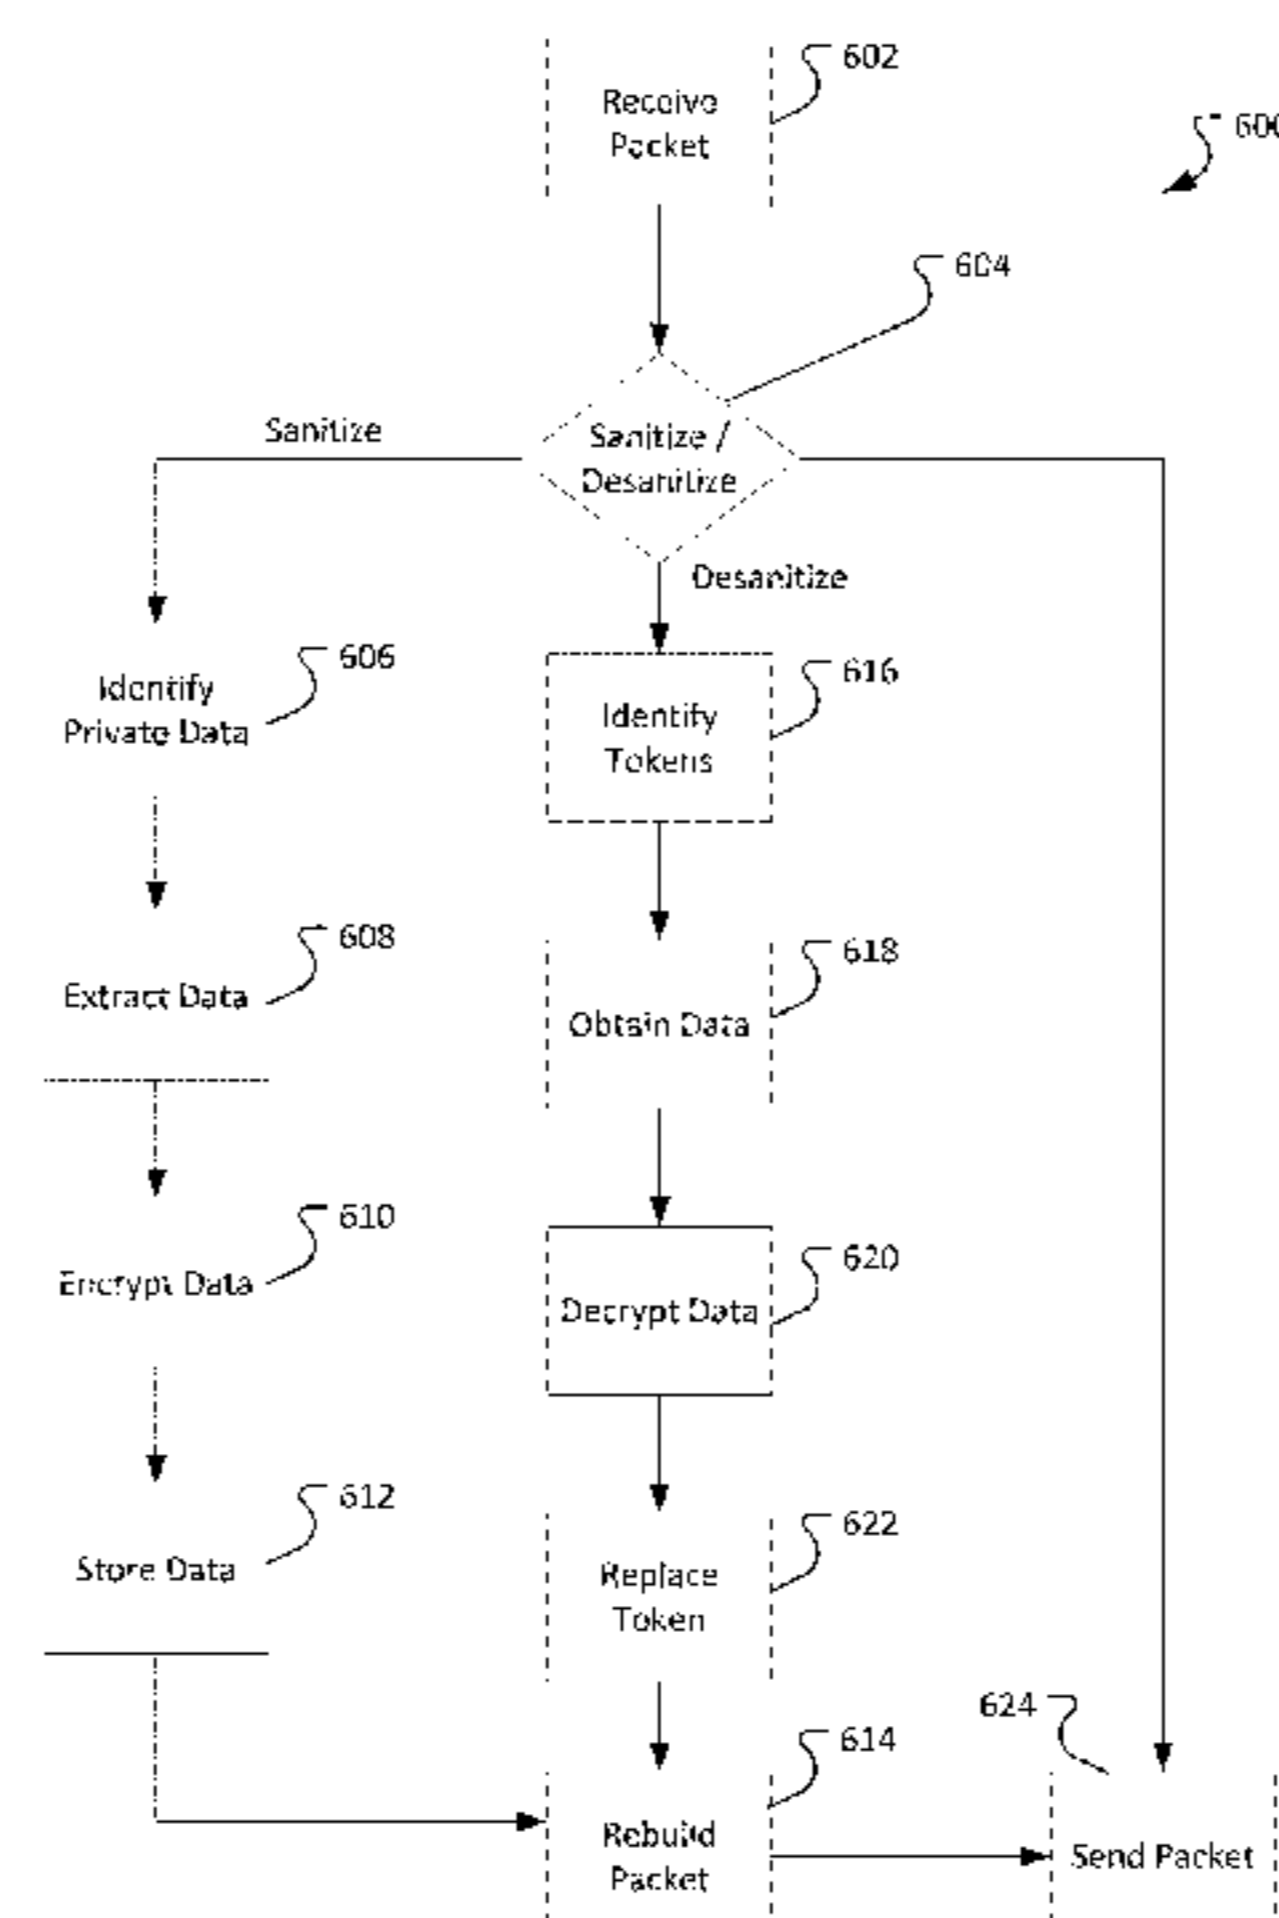 602
Receive
Packet
600
604
Sanitize
Sanitize /
Desanitize
Desanitize
606
Identify
Private Data
616
Identify
Tokens
608
Extract Data
618
Obtain Data
610
Encrypt Data
620
Decrypt Data
612
Store Data
622
Replace
Token
624
614
Rebuild
Packet
Send Packet